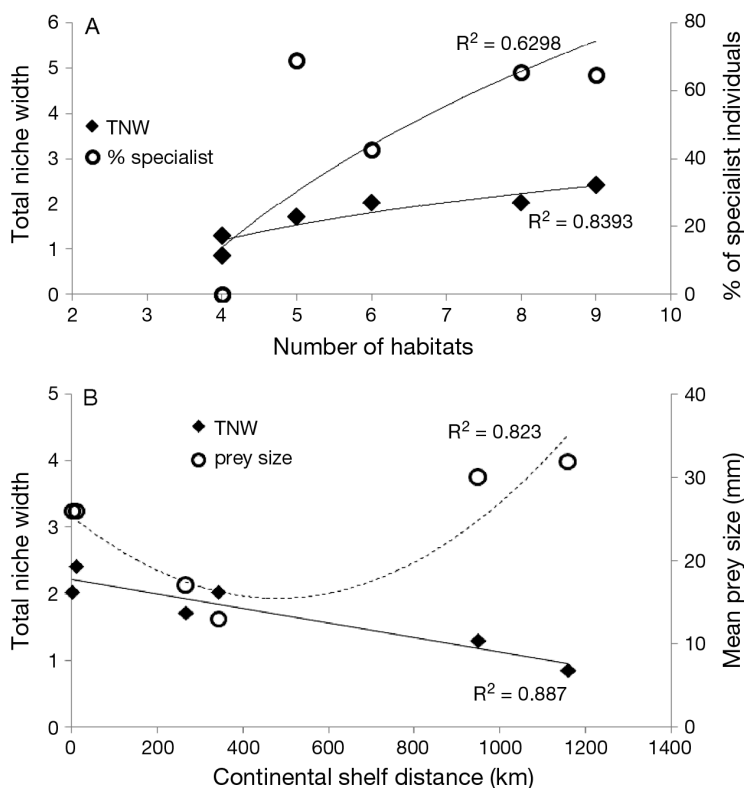 A
Total niche width
6
5
4
3
2
1
0
TNW
% specialist
R² = 0.6298
R² = 0.8393
80
60
40
20
0
% of specialist individuals
2 3 4 5 6 7 8 9 10
Number of habitats
B
Total niche width
5
4
3
2
1
0
TNW
prey size
R² = 0.823
R² = 0.887
40
30
20
10
0
Mean prey size (mm)
0 200 400 600 800 1000 1200 1400
Continental shelf distance (km)